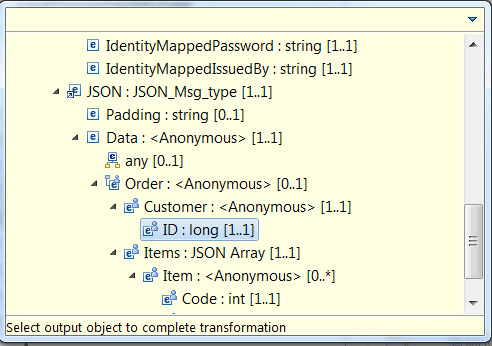 IdentityMappedPassword : string [1..1]
IdentityMappedIssuedBy : string [1..1]
JSON : JSON_Msg_type [1..1]
Padding : string [0..1]
Data : <Anonymous> [1..1]
any [0..1]
Order : <Anonymous> [0..1]
Customer : <Anonymous> [1..1]
ID : long [1..1]
Items : JSON Array [1..1]
Item : <Anonymous> [0..*]
Code : int [1..1]
Select output object to complete transformation